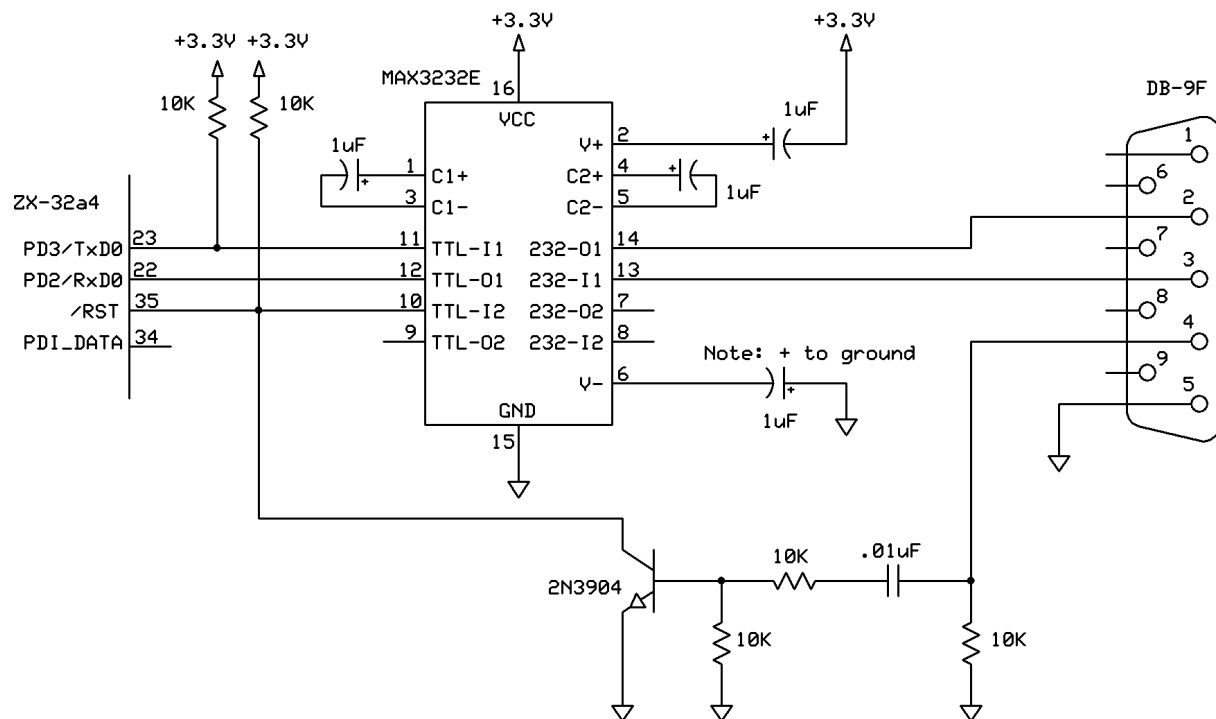 +3.3V
+3.3V
+3.3V +3.3V
MAX3232E
10K
10K
16
VCC
1uF
DB-9F
1uF
V+
2
1
C1+
C2+
4
3
C1-
C2-
5
1uF
ZX-32a4
PD3/TxD0
23
11
TTL-I1
232-O1
14
PD2/RxD0
22
12
TTL-O1
232-I1
13
/RST
35
10
TTL-I2
232-O2
7
PDI_DATA
34
9
TTL-O2
232-I2
8
Note: + to ground
V-
6
1uF
GND
15
1
6
2
7
3
8
4
9
5
2N3904
10K
.01uF
10K
10K